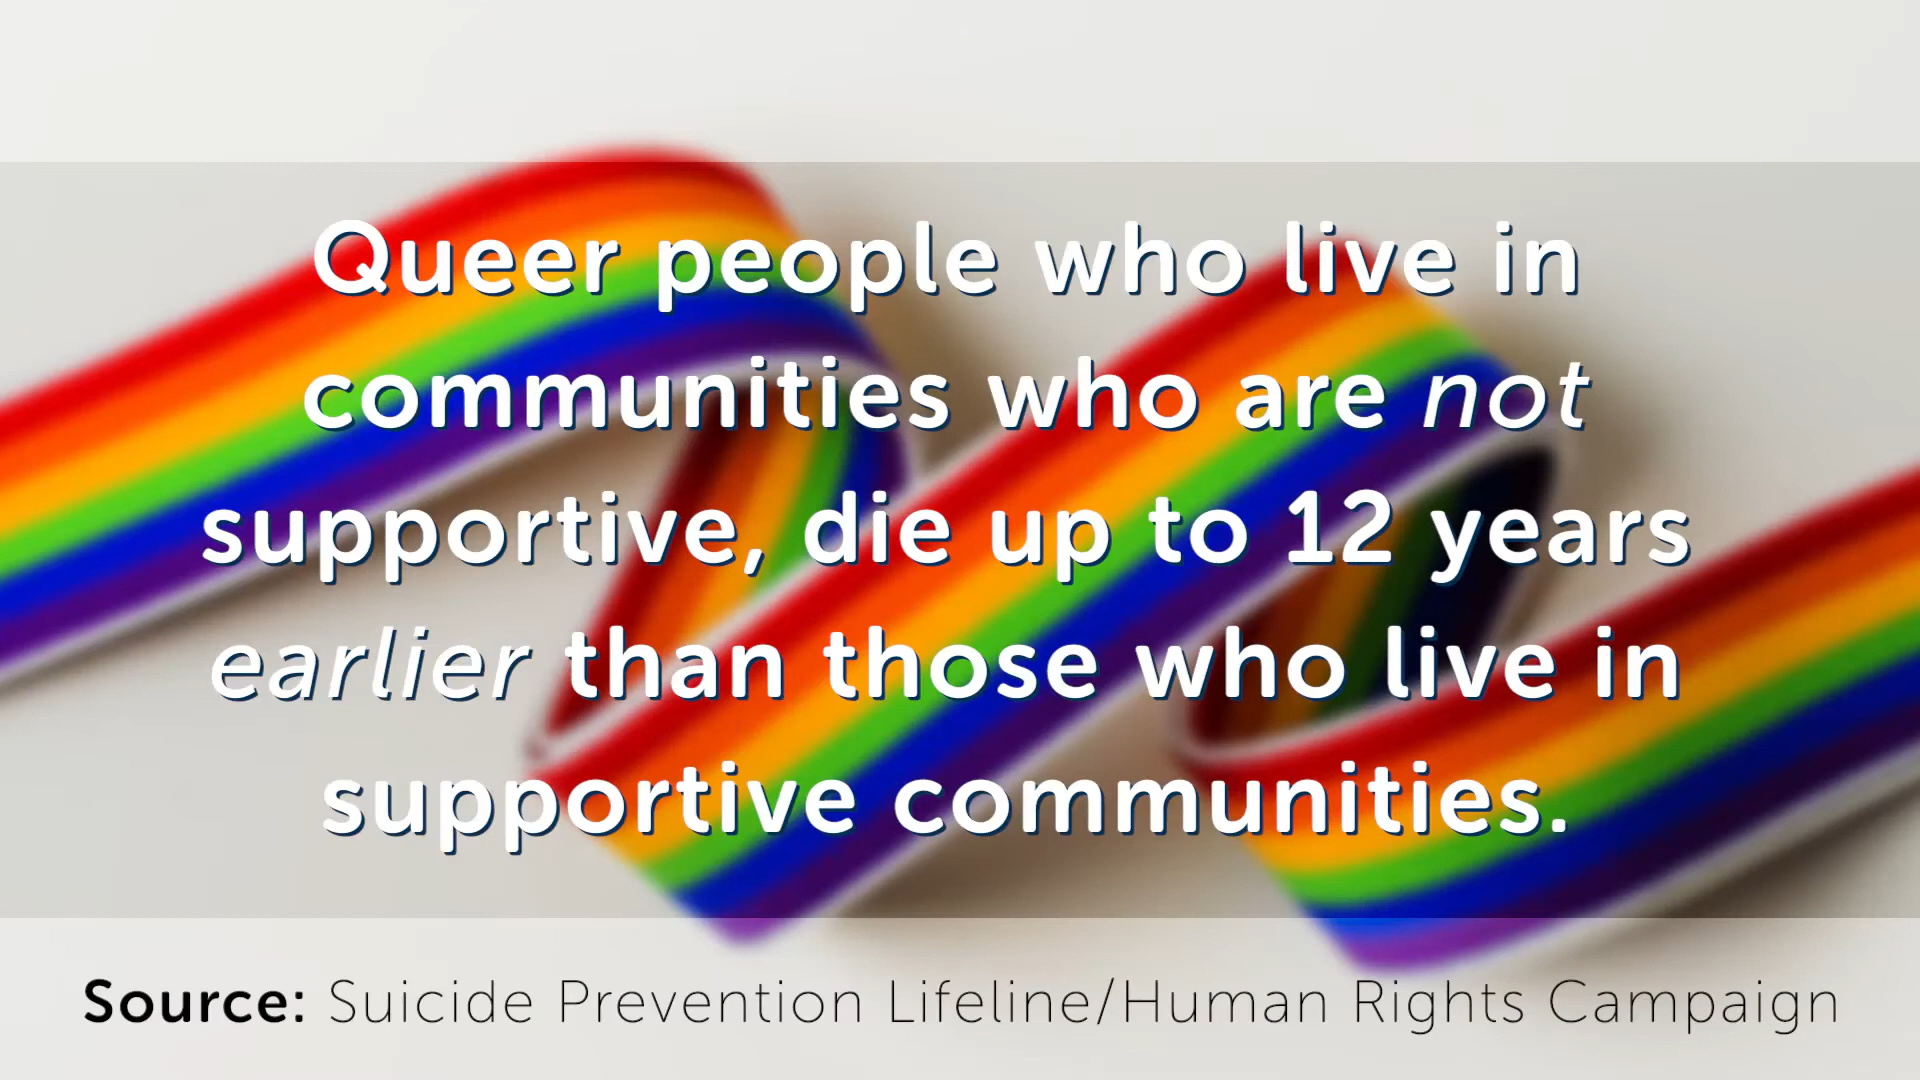 Queer people who live in
communities who are not
supportive, die up to 12 years
earlier than those who live in
supportive communities.
Source: Suicide Prevention Lifeline/Human Rights Campaign